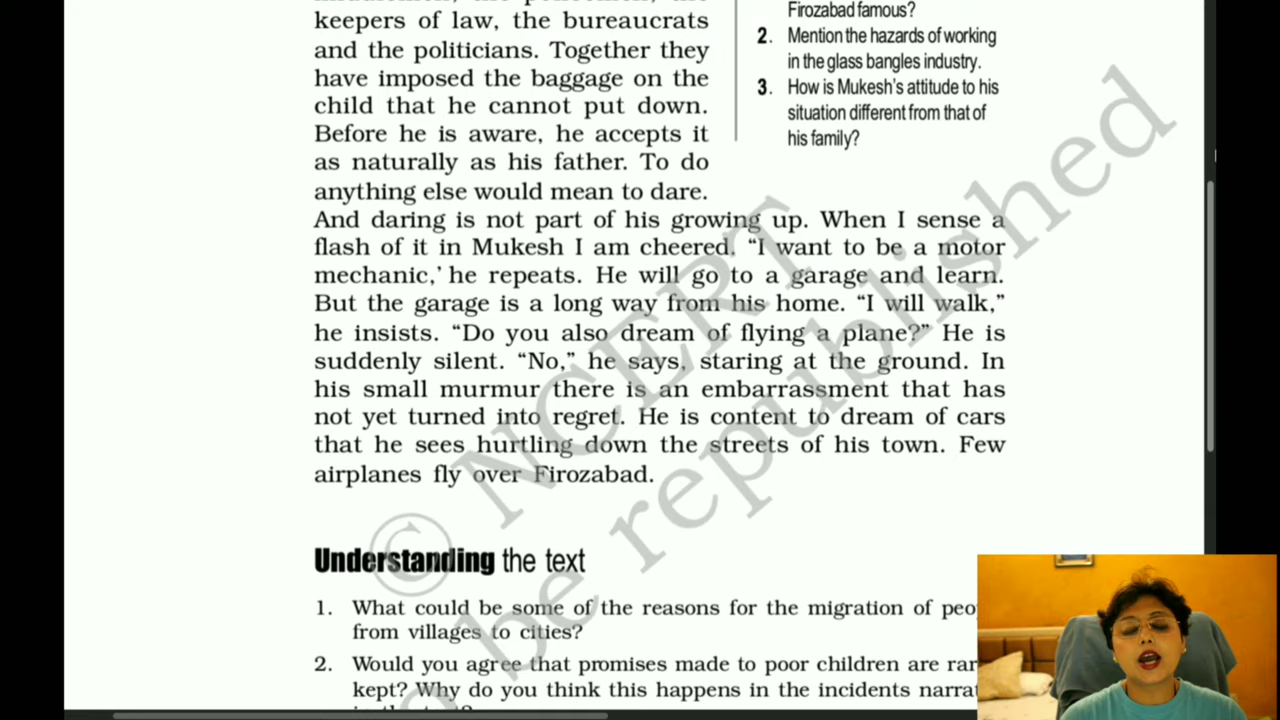 keepers of law, the bureaucrats
and the politicians. Together they
have imposed the baggage on the
child that he cannot put down.
Before he is aware, he accepts it
as naturally as his father. To do
anything else would mean to dare.
And daring is not part of his growing up. When I sense a
flash of it in Mukesh I am cheered. “I want to be a motor
mechanic,’ he repeats. He will go to a garage and learn.
But the garage is a long way from his home. “I will walk,”
he insists. “Do you also dream of flying a plane?” He is
suddenly silent. “No,” he says, staring at the ground. In
his small murmur there is an embarrassment that has
not yet turned into regret. He is content to dream of cars
that he sees hurtling down the streets of his town. Few
airplanes fly over Firozabad.
Firozabad famous?
2. Mention the hazards of working
in the glass bangles industry.
3. How is Mukesh’s attitude to his
situation different from that of
his family?
Understanding the text
1. What could be some of the reasons for the migration of
from villages to cities?
2. Would you agree that promises made to poor children are
kept? Why do you think this happens in the incidents
© NCERT
be republished